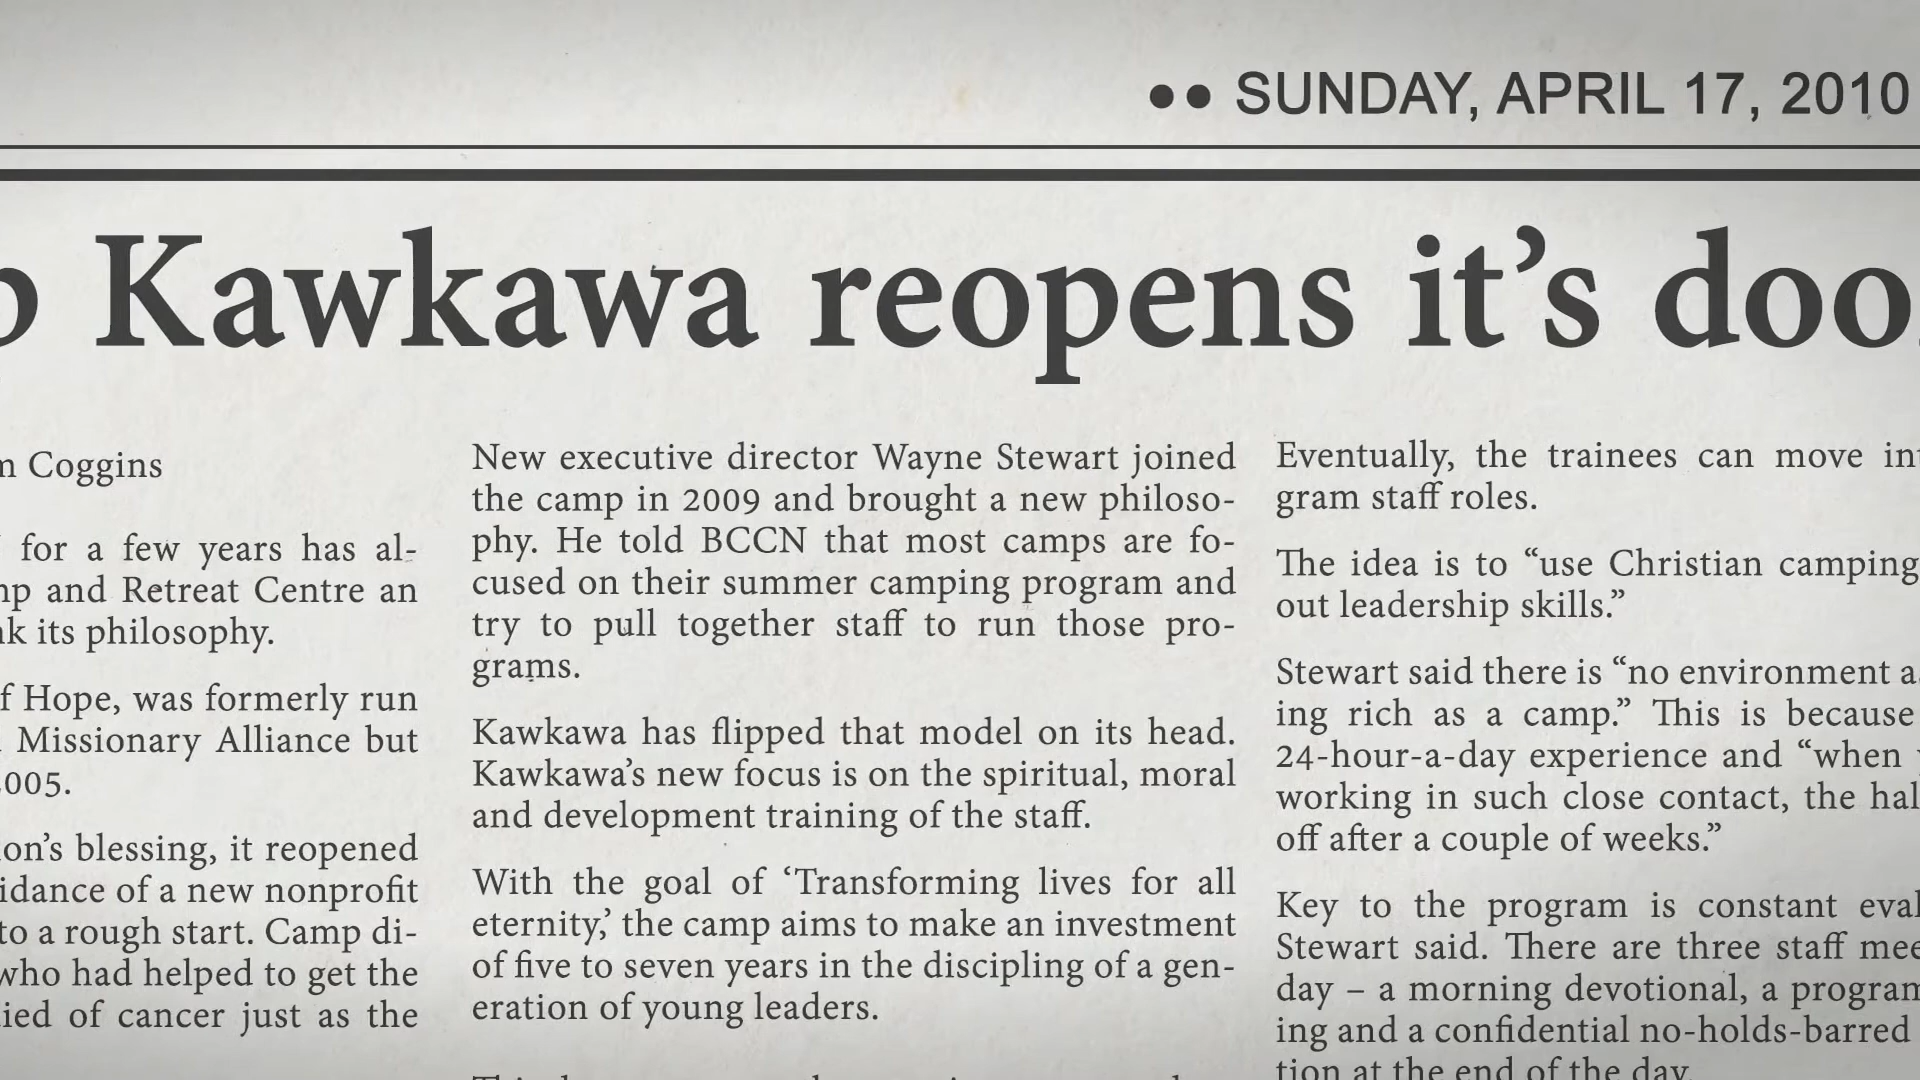 •• SUNDAY, APRIL 17, 2010
Kawkawa reopens it’s
Coggins
for a few years has al-
and Retreat Centre an
its philosophy.
Hope, was formerly run
Missionary Alliance but
blessing, it reopened
of a new nonprofit
to a rough start. Camp di-
who had helped to get the
of cancer just as the
New executive director Wayne Stewart joined
the camp in 2009 and brought a new philoso-
phy. He told BCCN that most camps are fo-
cused on their summer camping program and
try to pull together staff to run those pro-
grams.
Kawkawa has flipped that model on its head.
Kawkawa’s new focus is on the spiritual, moral
and development training of the staff.
With the goal of ‘Transforming lives for all
eternity,’ the camp aims to make an investment
of five to seven years in the discipling of a gen-
eration of young leaders.
Eventually, the trainees can move
gram staff roles.
The idea is to “use Christian camping
out leadership skills.”
Stewart said there is “no environment
ing rich as a camp.” This is because
24-hour-a-day experience and “when
working in such close contact, the
off after a couple of weeks.”
Key to the program is constant
Stewart said. There are three staff
day – a morning devotional, a program
ing and a confidential no-holds-barred
tion at the end of the day.